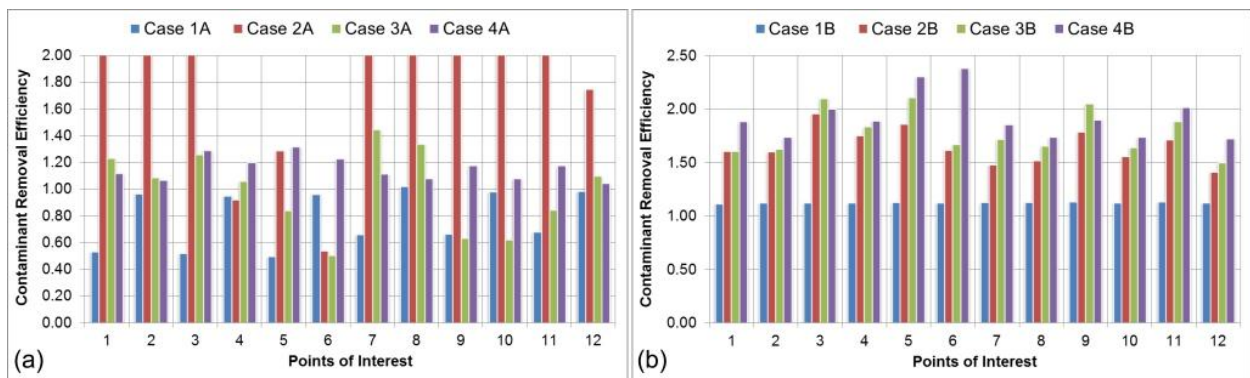 Case 1A Case 2A Case 3A Case 4A
Contaminant Removal Efficiency
2.00
1.80
1.60
1.40
1.20
1.00
0.80
0.60
0.40
0.20
0.00
1 2 3 4 5 6 7 8 9 10 11 12
Points of Interest
(a)
Case 1B Case 2B Case 3B Case 4B
Contaminant Removal Efficiency
2.50
2.00
1.50
1.00
0.50
0.00
1 2 3 4 5 6 7 8 9 10 11 12
Points of Interest
(b)